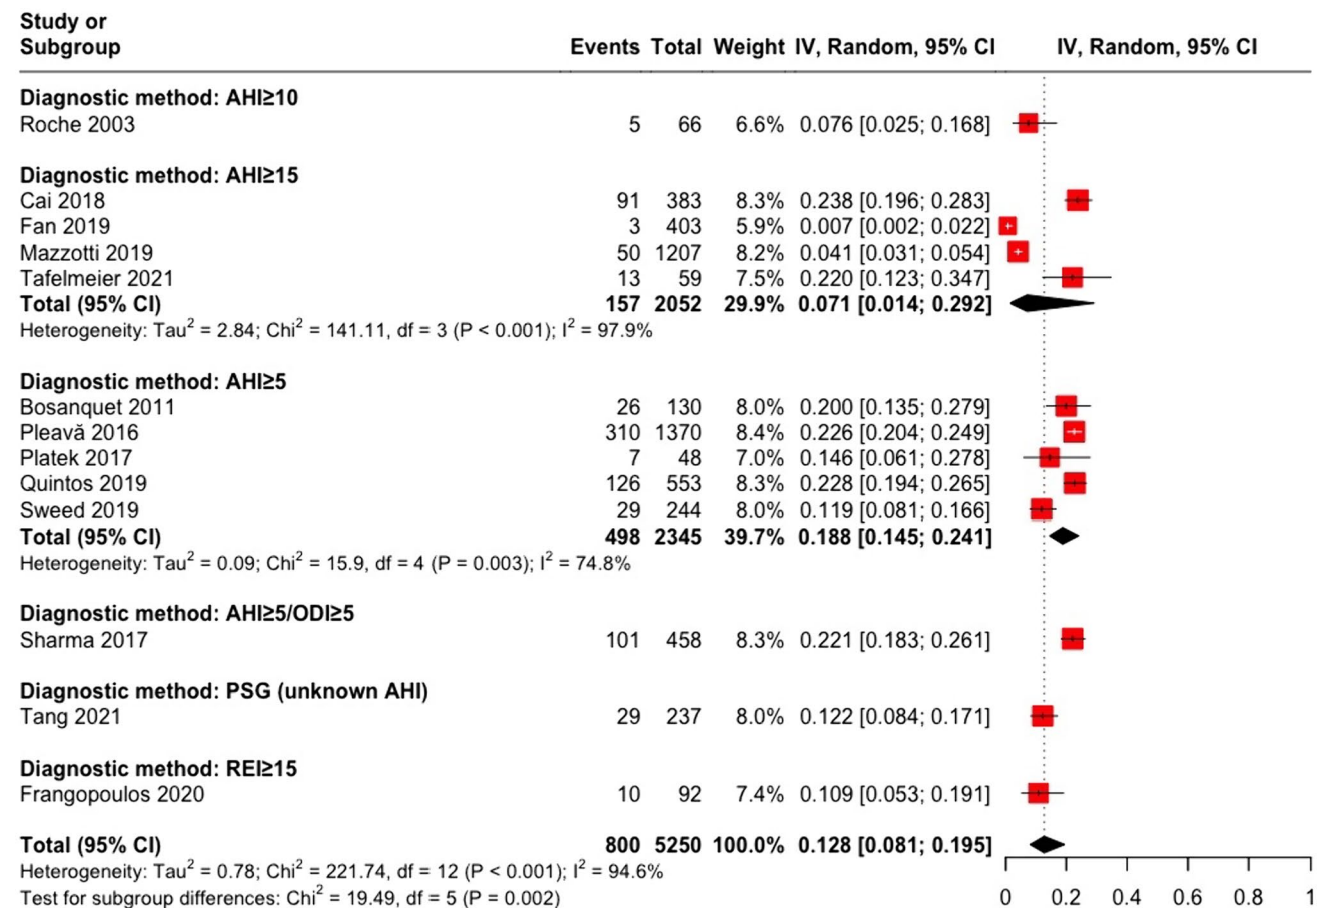 Study or
Subgroup Events Total Weight IV, Random, 95% CI IV, Random, 95% CI
Diagnostic method: AHI≥10
Roche 2003 5 66 6.6% 0.076 [0.025; 0.168]
Diagnostic method: AHI≥15
Cai 2018 91 383 8.3% 0.238 [0.196; 0.283]
Fan 2019 3 403 5.9% 0.007 [0.002; 0.022]
Mazzotti 2019 50 1207 8.2% 0.041 [0.031; 0.054]
Tafelmeier 2021 13 59 7.5% 0.220 [0.123; 0.347]
Total (95% CI) 157 2052 29.9% 0.071 [0.014; 0.292]
Heterogeneity: Tau² = 2.84; Chi² = 141.11, df = 3 (P < 0.001); I² = 97.9%
Diagnostic method: AHI≥5
Bosanquet 2011 26 130 8.0% 0.200 [0.135; 0.279]
Pleavă 2016 310 1370 8.4% 0.226 [0.204; 0.249]
Platek 2017 7 48 7.0% 0.146 [0.061; 0.278]
Quintos 2019 126 553 8.3% 0.228 [0.194; 0.265]
Sweed 2019 29 244 8.0% 0.119 [0.081; 0.166]
Total (95% CI) 498 2345 39.7% 0.188 [0.145; 0.241]
Heterogeneity: Tau² = 0.09; Chi² = 15.9, df = 4 (P = 0.003); I² = 74.8%
Diagnostic method: AHI≥5/ODI≥5
Sharma 2017 101 458 8.3% 0.221 [0.183; 0.261]
Diagnostic method: PSG (unknown AHI)
Tang 2021 29 237 8.0% 0.122 [0.084; 0.171]
Diagnostic method: REI≥15
Frangopoulos 2020 10 92 7.4% 0.109 [0.053; 0.191]
Total (95% CI) 800 5250 100.0% 0.128 [0.081; 0.195]
Heterogeneity: Tau² = 0.78; Chi² = 221.74, df = 12 (P < 0.001); I² = 94.6%
Test for subgroup differences: Chi² = 19.49, df = 5 (P = 0.002) 0 0.2 0.4 0.6 0.8 1